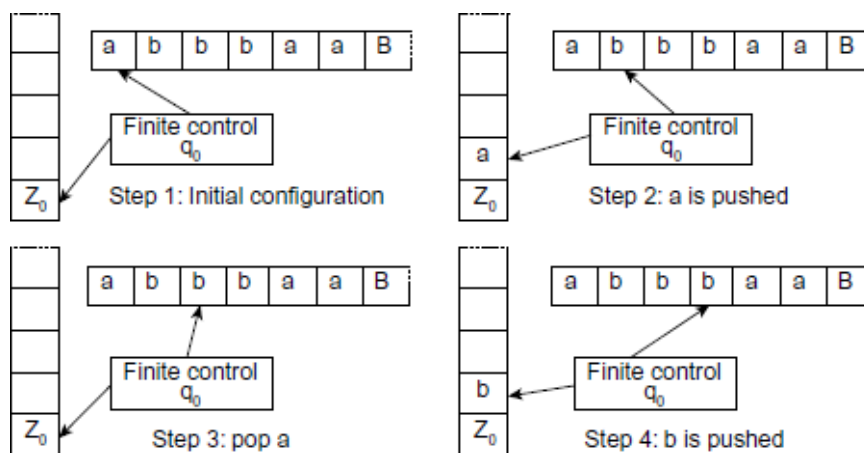 a b b b a a B
Finite control
q₀
Z₀
Step 1: Initial configuration
a b b b a a B
Finite control
q₀
a
Z₀
Step 2: a is pushed
a b b b a a B
Finite control
q₀
Z₀
Step 3: pop a
a b b b a a B
Finite control
q₀
b
Z₀
Step 4: b is pushed